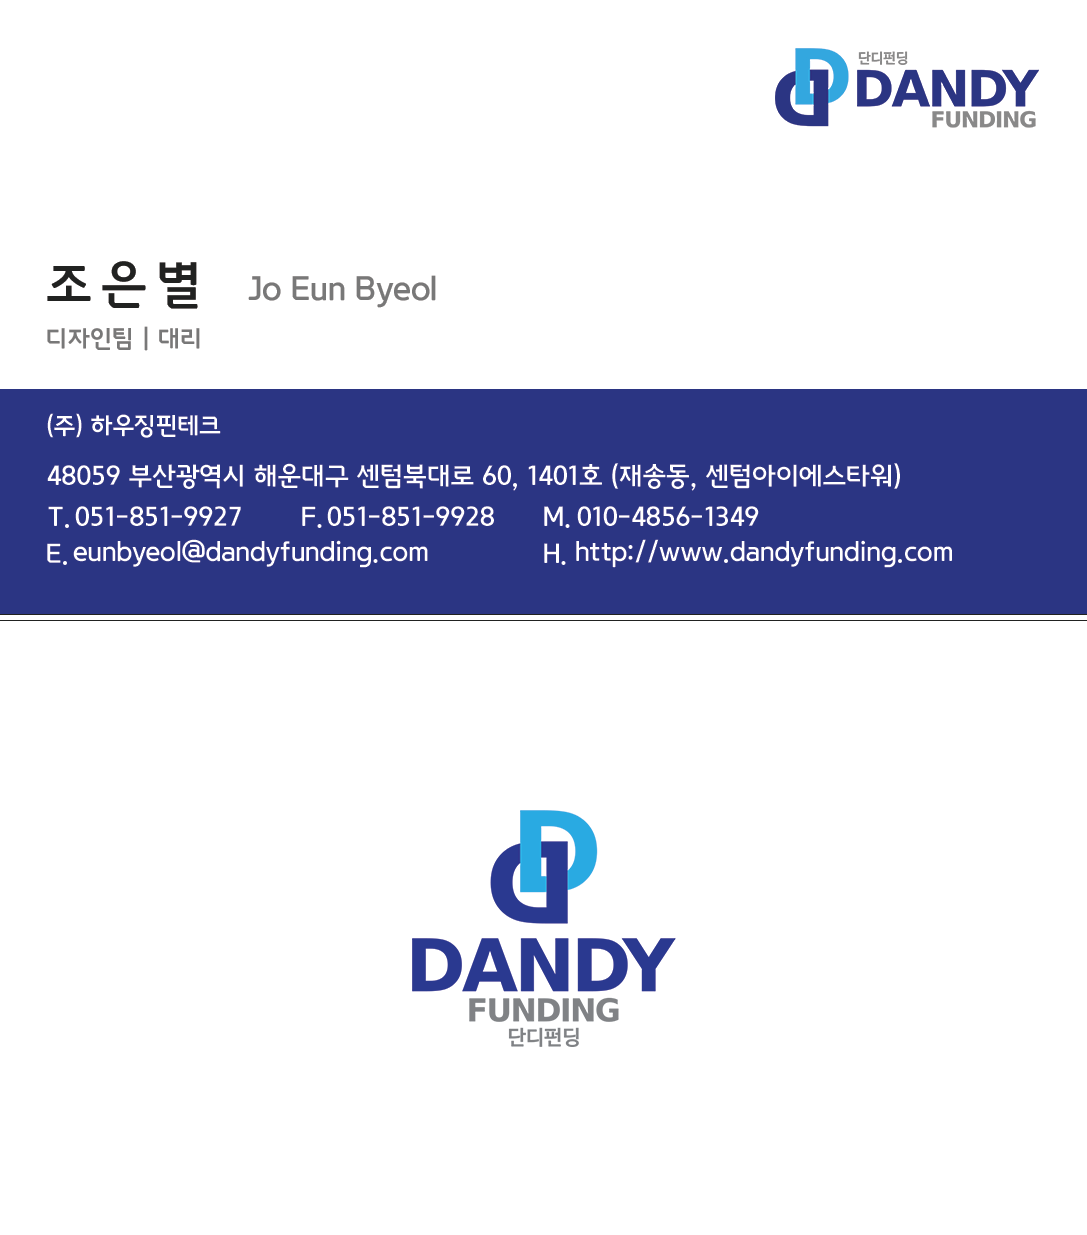 단디펀딩
DANDY
FUNDING
조은별 Jo Eun Byeol
디자인팀 | 대리
(주) 하우징핀테크
48059 부산광역시 해운대구 센텀북대로 60, 1401호 (재송동, 센텀아이에스타워)
T. 051-851-9927 F. 051-851-9928 M. 010-4856-1349
E. eunbyeol@dandyfunding.com H. http://www.dandyfunding.com
DANDY
FUNDING
단디펀딩